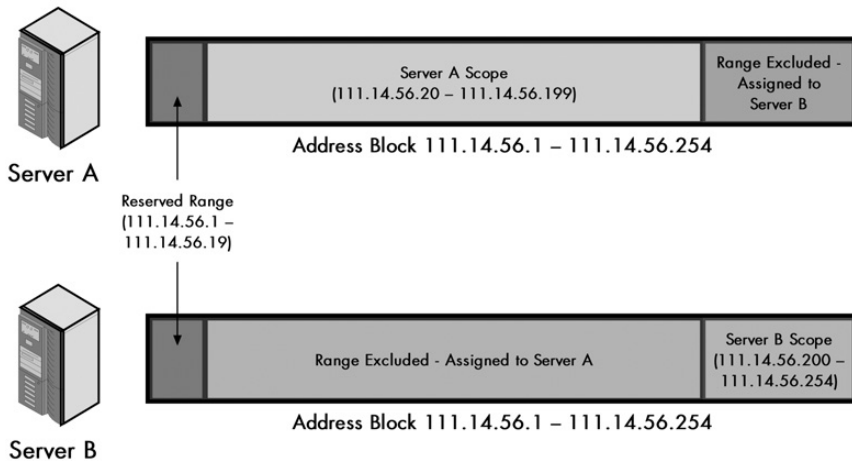 Server A Scope
(111.14.56.20 – 111.14.56.199)
Range Excluded -
Assigned to
Server B
Address Block 111.14.56.1 – 111.14.56.254
Server A
Reserved Range
(111.14.56.1 –
111.14.56.19)
Range Excluded - Assigned to Server A
Server B Scope
(111.14.56.200 –
111.14.56.254)
Address Block 111.14.56.1 – 111.14.56.254
Server B